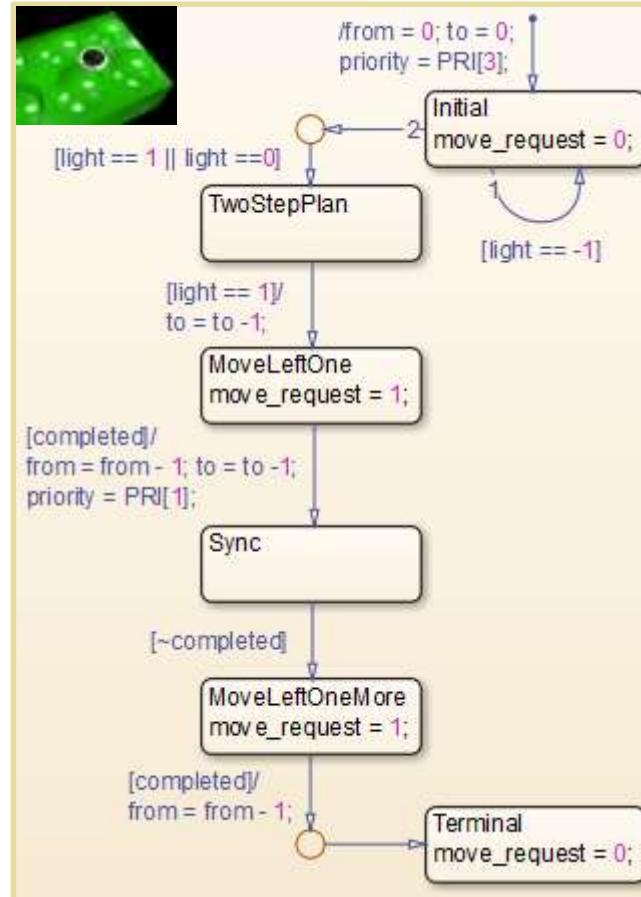 /from = 0; to = 0;
priority = PRI[3];
Initial
move_request = 0;
2
1
[light == -1]
[light == 1 || light ==0]
TwoStepPlan
[light == 1]/
to = to -1;
MoveLeftOne
move_request = 1;
[completed]/
from = from - 1; to = to -1;
priority = PRI[1];
Sync
[~completed]
MoveLeftOneMore
move_request = 1;
[completed]/
from = from - 1;
Terminal
move_request = 0;